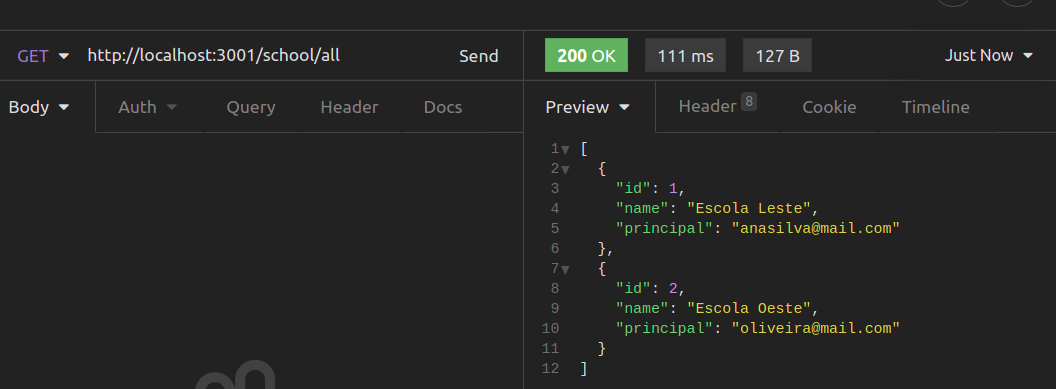 GET http://localhost:3001/school/all Send
200 OK 111 ms 127 B Just Now
Body Auth Query Header Docs
Preview Header 8 Cookie Timeline
1 [
2 {
3 "id": 1,
4 "name": "Escola Leste",
5 "principal": "anasilva@mail.com"
6 },
7 {
8 "id": 2,
9 "name": "Escola Oeste",
10 "principal": "oliveira@mail.com"
11 }
12 ]